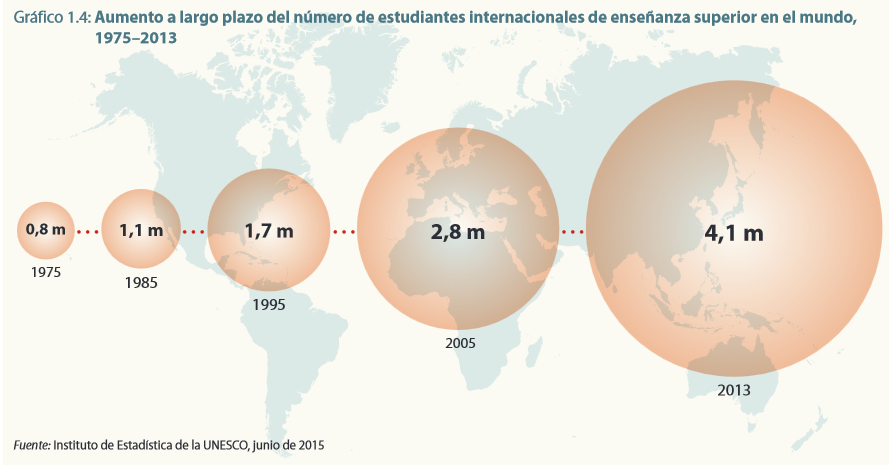 Gráfico 1.4: Aumento a largo plazo del número de estudiantes internacionales de enseñanza superior en el mundo,
1975–2013
0,8 m
1975
1,1 m
1985
1,7 m
1995
2,8 m
2005
4,1 m
2013
Fuente: Instituto de Estadística de la UNESCO, junio de 2015